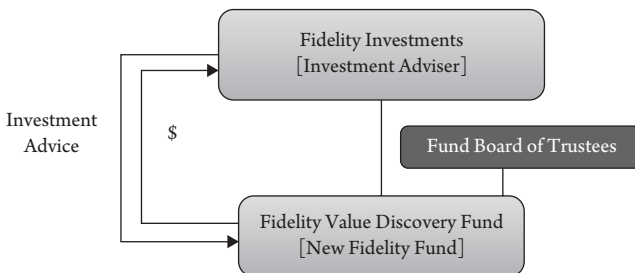 Fidelity Investments
[Investment Adviser]
Investment
Advice
$
Fund Board of Trustees
Fidelity Value Discovery Fund
[New Fidelity Fund]